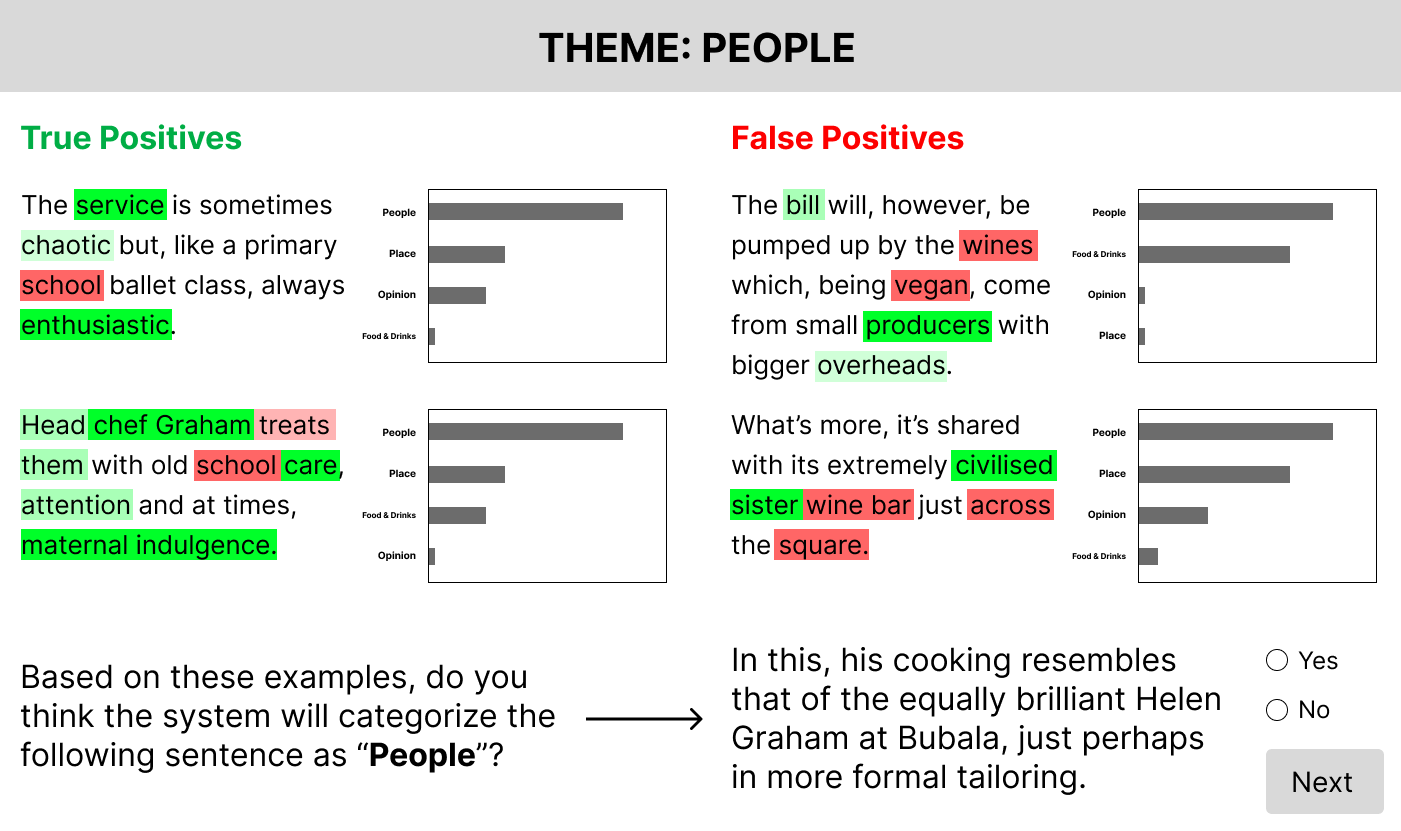 THEME: PEOPLE
True Positives
The service is sometimes
chaotic but, like a primary
school ballet class, always
enthusiastic.
People
Place
Opinion
Food & Drinks
Head chef Graham treats
them with old school care,
attention and at times,
maternal indulgence.
People
Place
Food & Drinks
Opinion
False Positives
The bill will, however, be
pumped up by the wines
which, being vegan, come
from small producers with
bigger overheads.
People
Food & Drinks
Opinion
Place
What’s more, it’s shared
with its extremely civilised
sister wine bar just across
the square.
People
Place
Opinion
Food & Drinks
Based on these examples, do you
think the system will categorize the
following sentence as “People”?
In this, his cooking resembles
that of the equally brilliant Helen
Graham at Bubala, just perhaps
in more formal tailoring.
Yes
No
Next